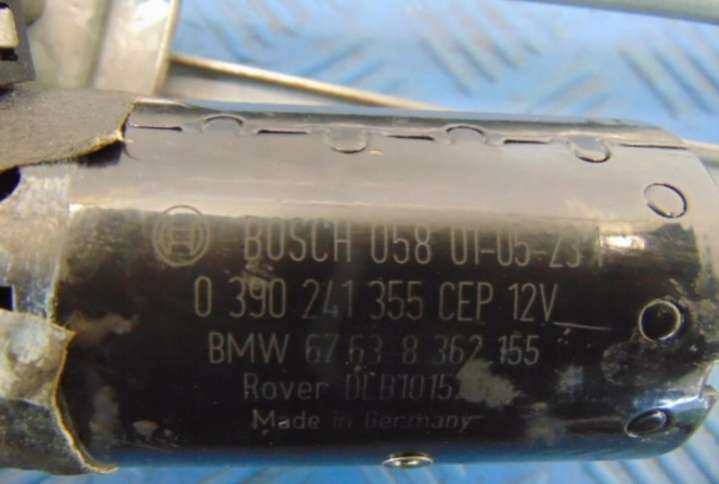 BOSCH 058 01-05-23
0 390 241 355 CEP 12V
BMW 67 63 8 362 155
Rover
Made in Germany